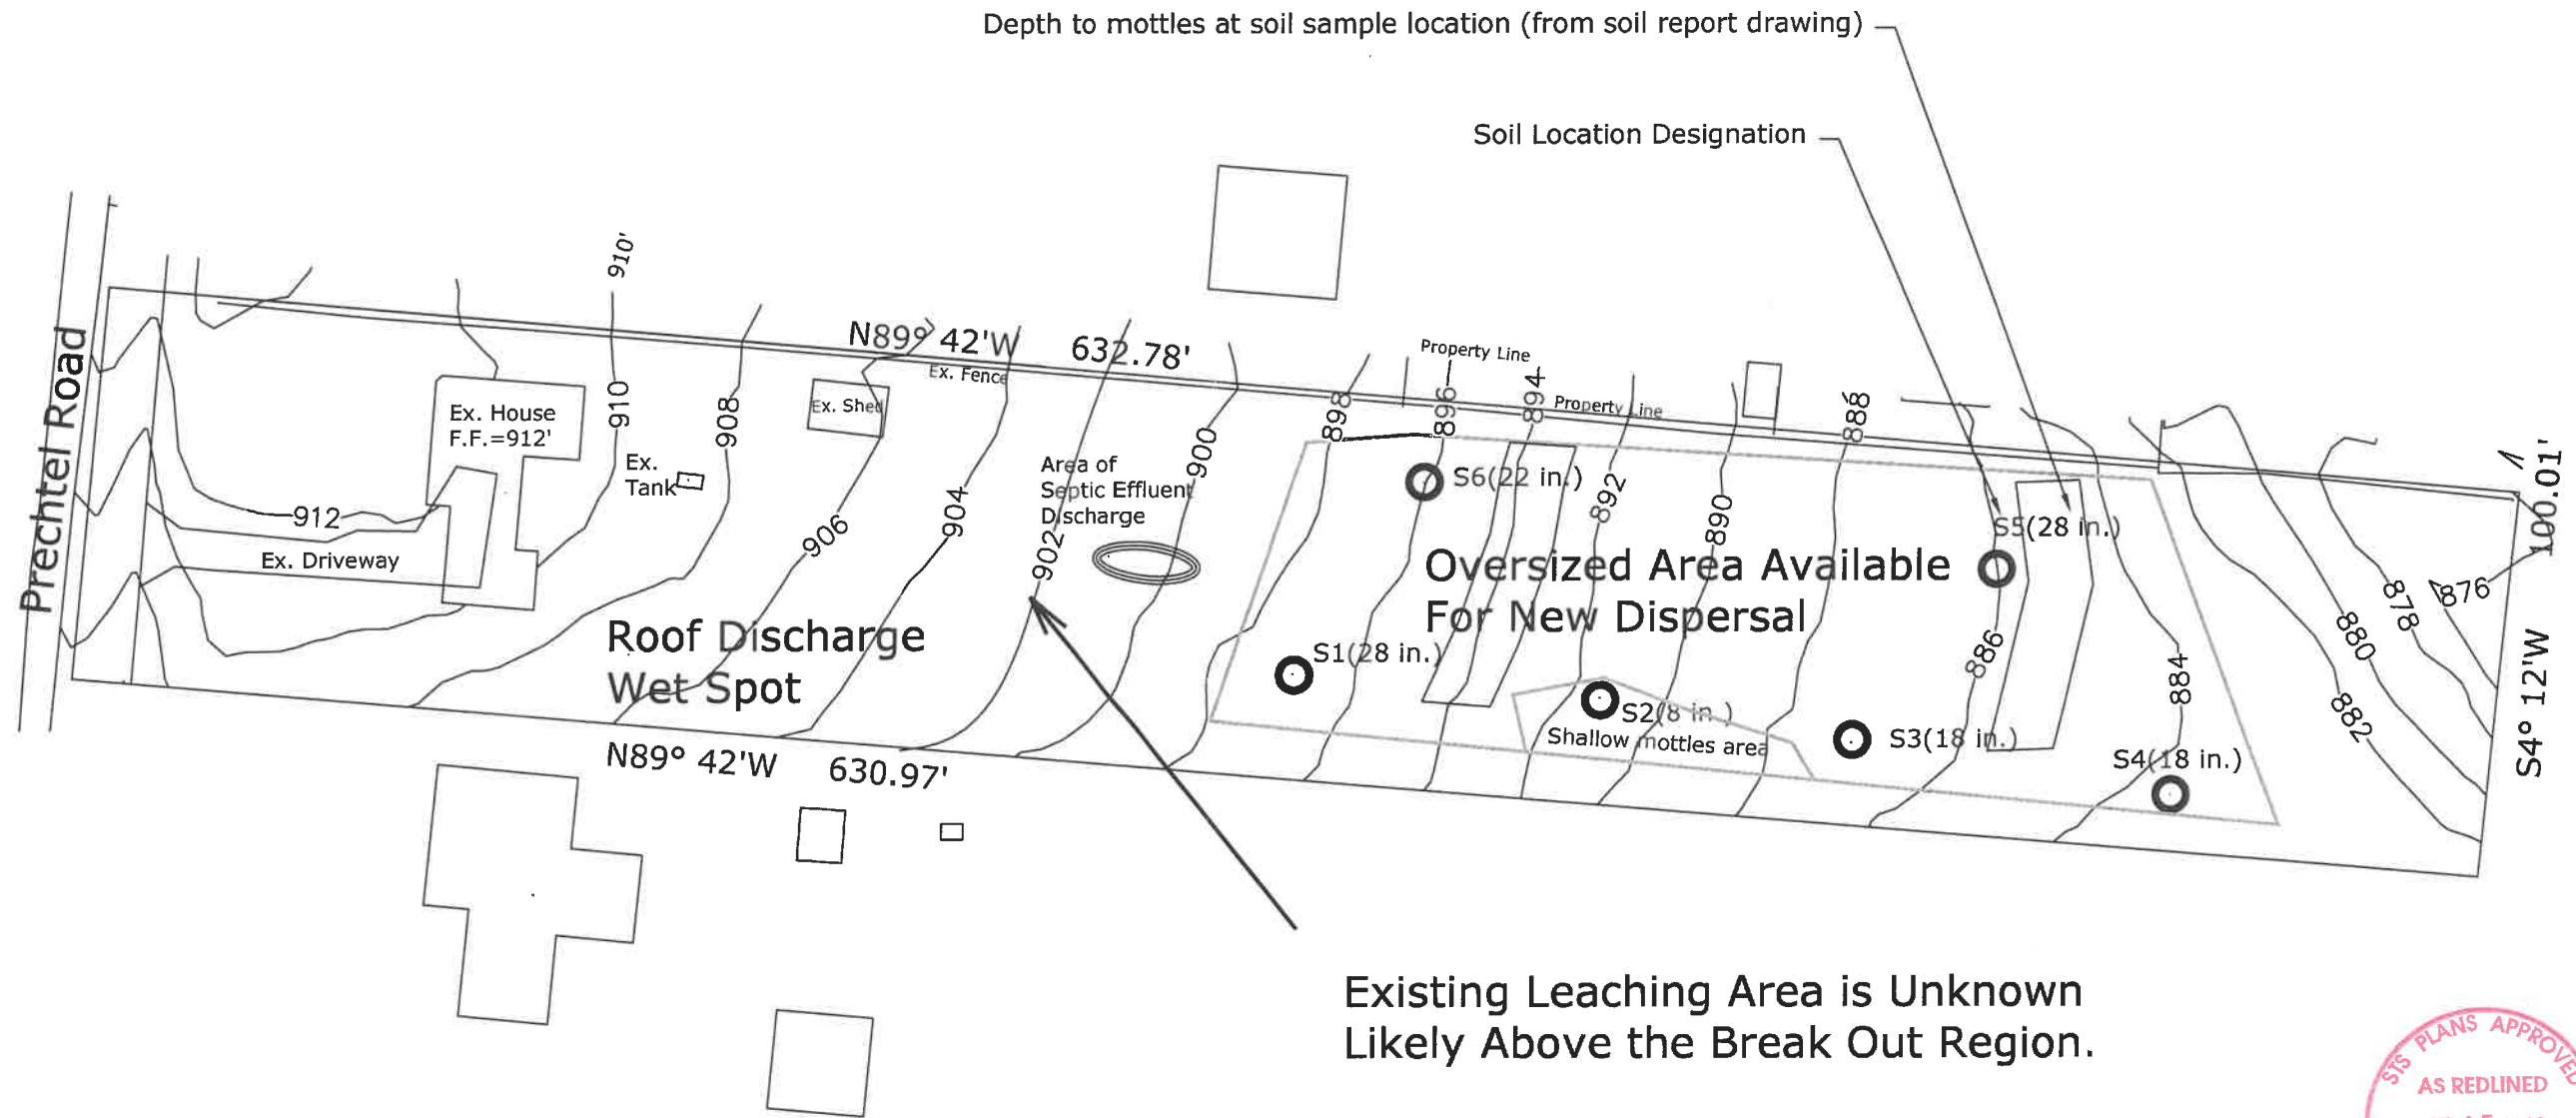 Depth to mottles at soil sample location (from soil report drawing)
Soil Location Designation
Prechtel Road
910'
N89° 42'W 632.78'
Ex. Fence
Property Line
Property Line
Ex. House
F.F.=912'
910
908
Ex. Shed
Ex.
Tank
912
Ex. Driveway
906
904
902
900
Area of
Septic Effluent
Discharge
898
896
894
892
890
888
886
884
882
880
878
876
S6(22 in.)
S5(28 in.)
Oversized Area Available
For New Dispersal
S1(28 in.)
S2(8 in.)
Shallow mottles area
S3(18 in.)
S4(18 in.)
Roof Discharge
Wet Spot
N89° 42'W 630.97'
S4° 12'W 100.01'
Existing Leaching Area is Unknown
Likely Above the Break Out Region.
STS PLANS APPROVED
AS REDLINED